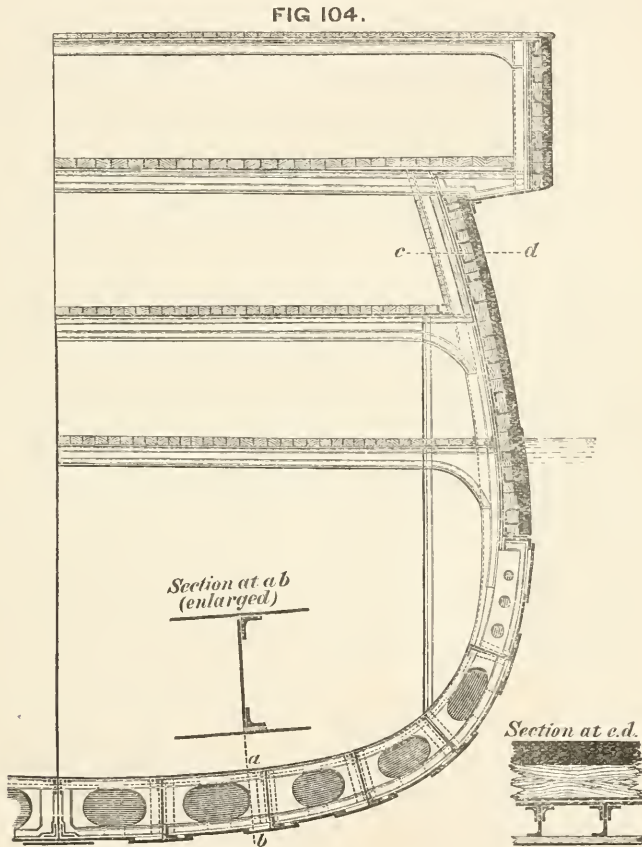 FIG 104.
c
d
Section at a b
(enlarged)
a
Section at c.d.
b